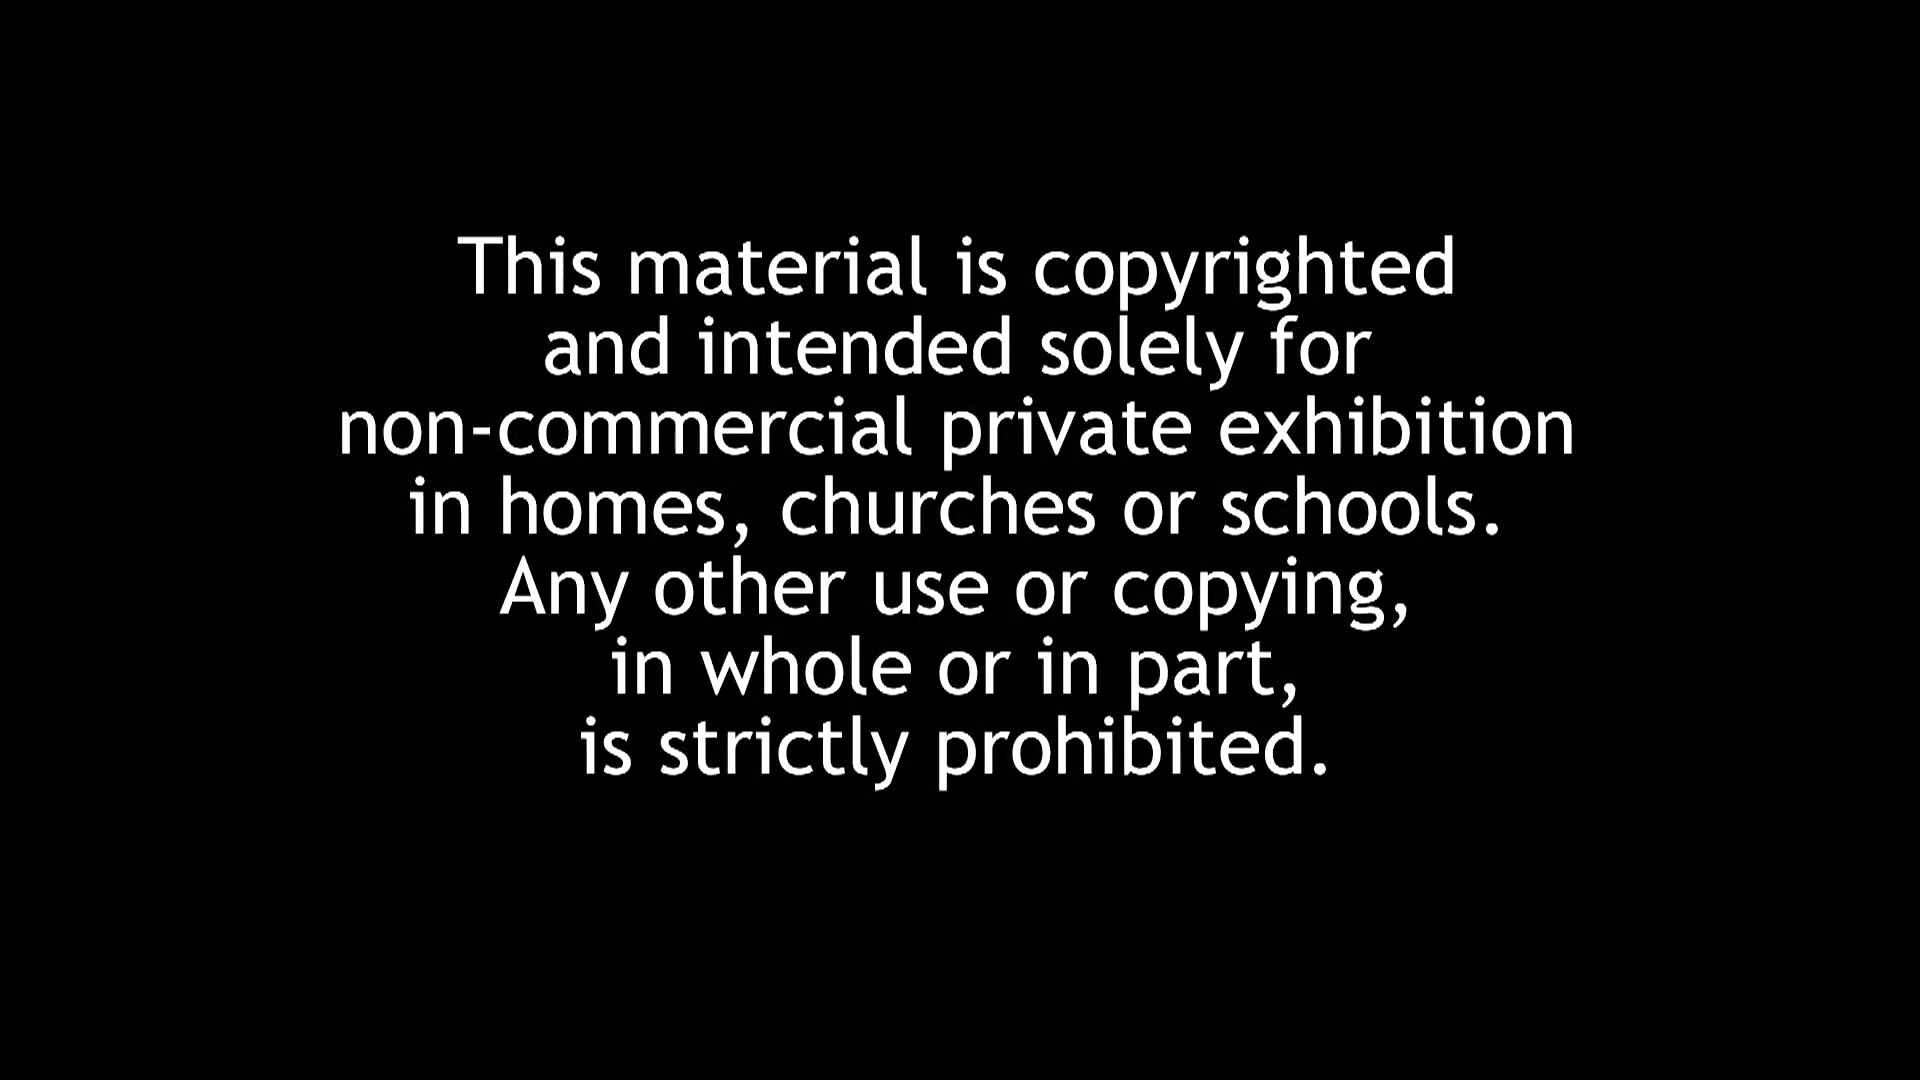 This material is copyrighted
and intended solely for
non-commercial private exhibition
in homes, churches or schools.
Any other use or copying,
in whole or in part,
is strictly prohibited.